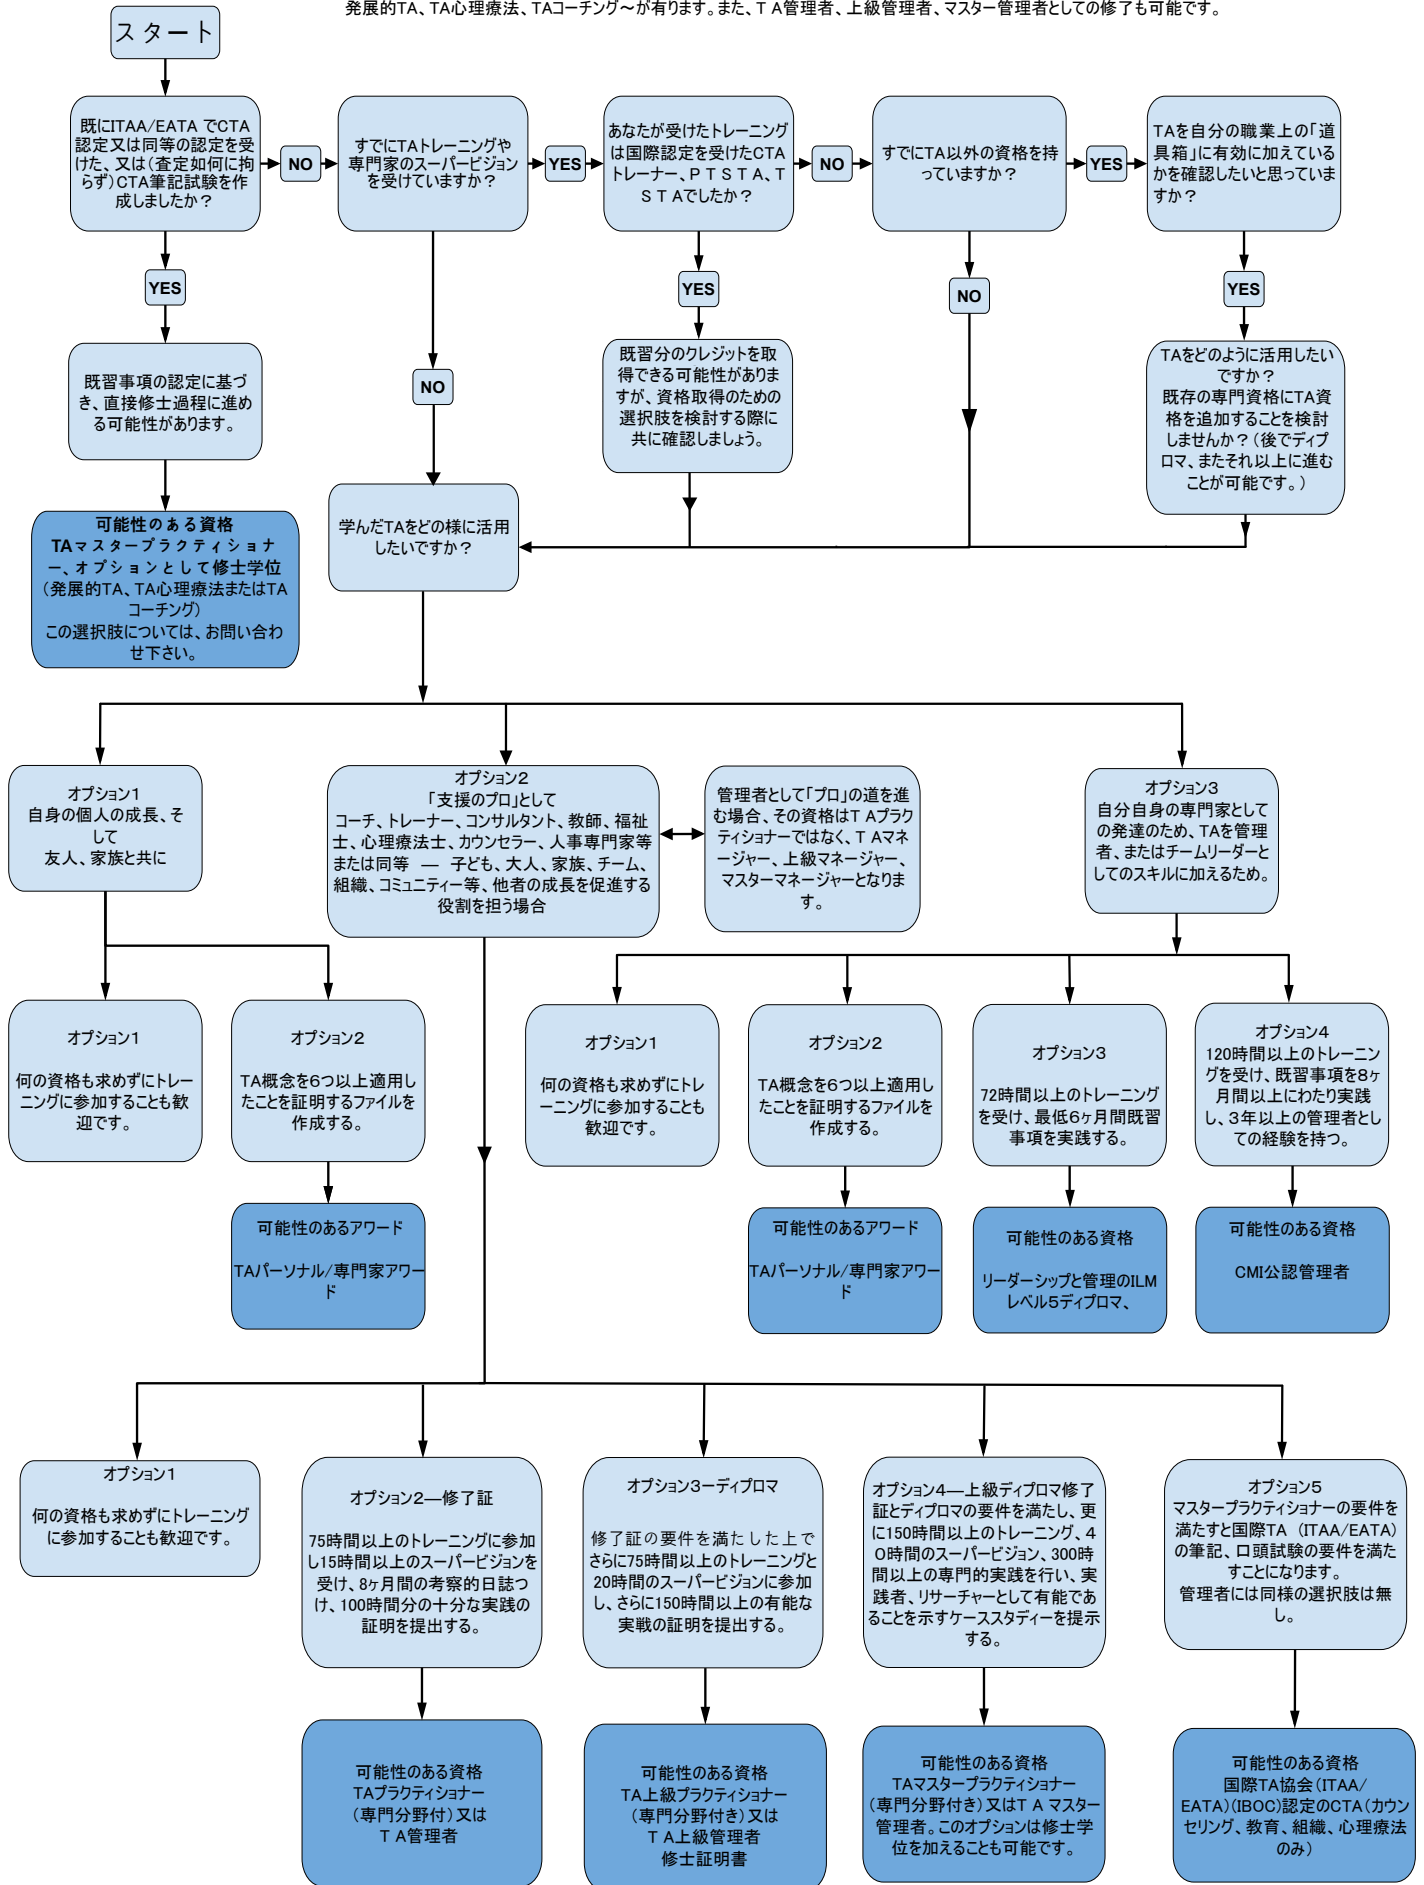 発展的TA、TA心理療法、TAコーチング～が有ります。また、ＴA管理者、上級管理者、マスター管理者としての修了も可能です。
スタート
既にITAA/EATA でCTA
認定又は同等の認定を受
けた、又は（査定如何に拘
らず）CTA筆記試験を作
成しましたか？
NO
すでにTAトレーニングや
専門家のスーパービジョン
を受けていますか？
YES
あなたが受けたトレーニング
は国際認定を受けたCTA
トレーナー、ＰＴＳＴA、Ｔ
ＳＴAでしたか？
NO
すでにTA以外の資格を持
っていますか？
YES
TAを自分の職業上の「道
具箱」に有効に加えている
かを確認したいと思っていま
すか？
YES
NO
YES
NO
YES
既習事項の認定に基づ
き、直接修士過程に進め
る可能性があります。
既習分のクレジットを取
得できる可能性がありま
すが、資格取得のための
選択肢を検討する際に
共に確認しましょう。
TAをどのように活用したい
ですか？
既存の専門資格にTA資
格を追加することを検討
しませんか？（後でディプ
ロマ、またそれ以上に進む
ことが可能です。）
可能性のある資格
TAマスタープラクティショナ
ー、オプションとして修士学位
（発展的TA、TA心理療法またはTA
コーチング）
この選択肢については、お問い合わ
せ下さい。
学んだTAをどの様に活用
したいですか？
オプション1
自身の個人の成長、そ
して
友人、家族と共に
オプション２
「支援のプロ」として
コーチ、トレーナー、コンサルタント、教師、福祉
士、心理療法士、カウンセラー、人事専門家等
または同等 ― 子ども、大人、家族、チーム、
組織、コミュニティー等、他者の成長を促進する
役割を担う場合
管理者として「プロ」の道を進
む場合、その資格はＴAプラク
ティショナーではなく、ＴAマネ
ージャー、上級マネージャー、
マスターマネージャーとなりま
す。
オプション３
自分自身の専門家として
の発達のため、TAを管理
者、またはチームリーダーと
してのスキルに加えるため。
オプション1
何の資格も求めずにトレー
ニングに参加することも歓
迎です。
オプション２
TA概念を６つ以上適用し
たことを証明するファイルを
作成する。
オプション1
何の資格も求めずにトレ
ーニングに参加することも
歓迎です。
オプション２
TA概念を６つ以上適用し
たことを証明するファイルを
作成する。
オプション３
72時間以上のトレーニング
を受け、最低６ヶ月間既習
事項を実践する。
オプション４
120時間以上のトレーニン
グを受け、既習事項を8ヶ
月間以上にわたり実践
し、３年以上の管理者とし
ての経験を持つ。
可能性のあるアワード
TAパーソナル/専門家アワー
ド
可能性のあるアワード
TAパーソナル/専門家アワー
ド
可能性のある資格
リーダーシップと管理のILM
レベル５ディプロマ、
可能性のある資格
CMI公認管理者
オプション1
何の資格も求めずにトレーニング
に参加することも歓迎です。
オプション２―修了証
75時間以上のトレーニングに参加
し15時間以上のスーパービジョンを
受け、8ヶ月間の考察的日誌つ
け、100時間分の十分な実践の
証明を提出する。
オプション３－ディプロマ
修了証の要件を満たした上で
さらに75時間以上のトレーニングと
20時間のスーパービジョンに参加
し、さらに150時間以上の有能な
実戦の証明を提出する。
オプション４―上級ディプロマ修了
証とディプロマの要件を満たし、更
に150時間以上のトレーニング、４
０時間のスーパービジョン、300時
間以上の専門的実践を行い、実
践者、リサーチャーとして有能であ
ることを示すケーススタディーを提示
する。
オプション５
マスタープラクティショナーの要件を
満たすと国際TA （ITAA/EATA）
の筆記、口頭試験の要件を満た
すことになります。
管理者には同様の選択肢は無
し。
可能性のある資格
TAプラクティショナー
（専門分野付）又は
ＴA管理者
可能性のある資格
TA上級プラクティショナー
（専門分野付き）又は
ＴA上級管理者
修士証明書
可能性のある資格
TAマスタープラクティショナー
（専門分野付き）又はＴA マスター
管理者。このオプションは修士学
位を加えることも可能です。
可能性のある資格
国際TA協会（ITAA/
EATA）（IBOC）認定のCTA（カウン
セリング、教育、組織、心理療法
のみ）